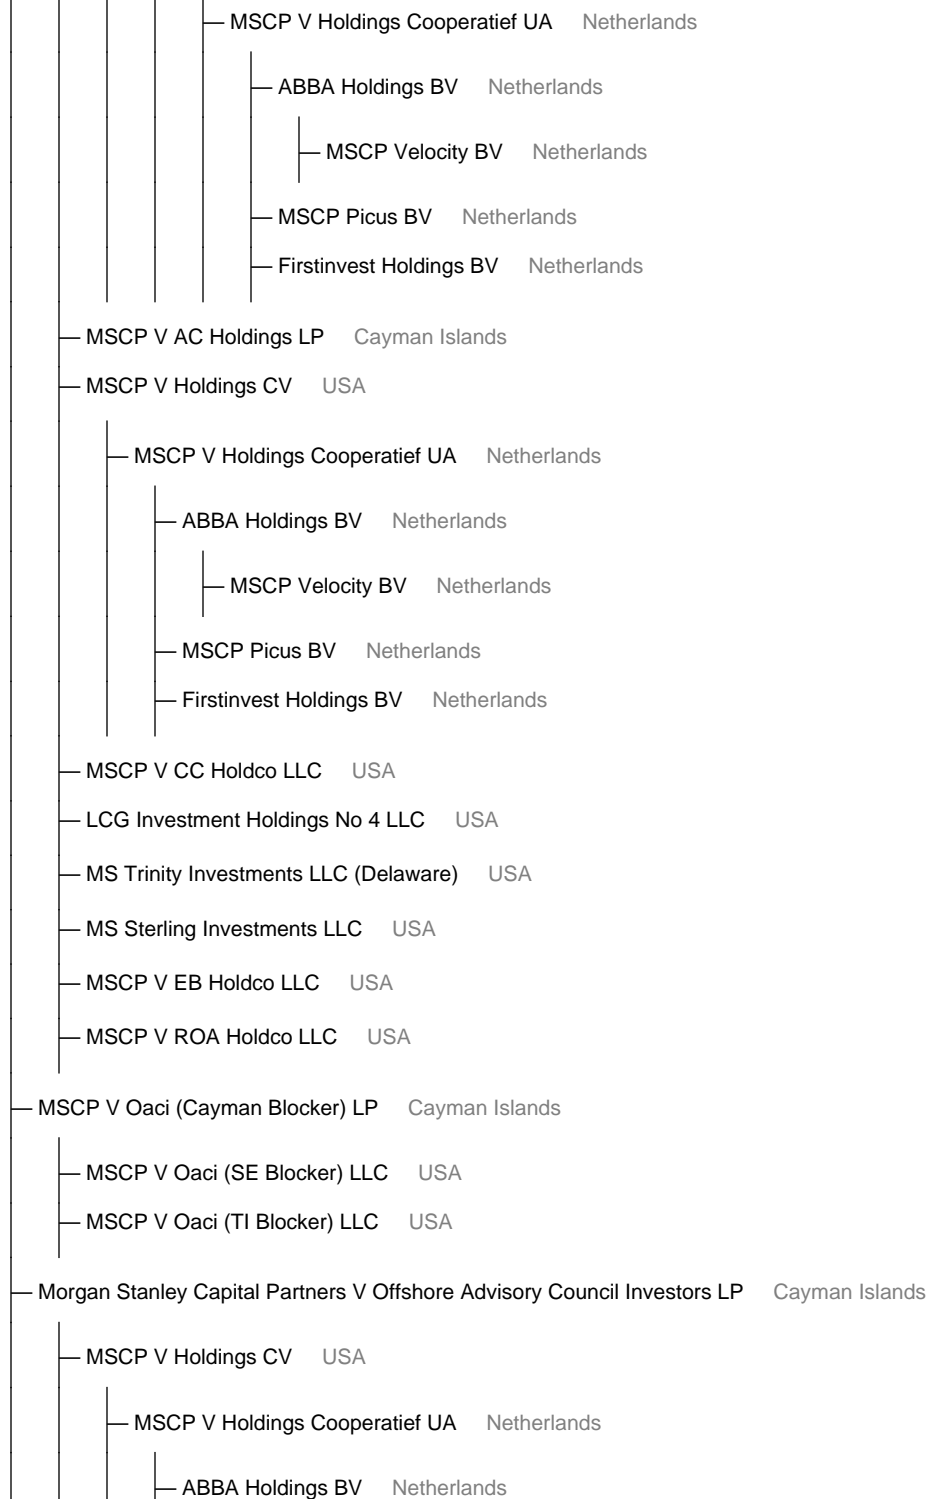 MSCP V Holdings Cooperatief UA Netherlands
ABBA Holdings BV Netherlands
MSCP Velocity BV Netherlands
MSCP Picus BV Netherlands
Firstinvest Holdings BV Netherlands
MSCP V AC Holdings LP Cayman Islands
MSCP V Holdings CV USA
MSCP V Holdings Cooperatief UA Netherlands
ABBA Holdings BV Netherlands
MSCP Velocity BV Netherlands
MSCP Picus BV Netherlands
Firstinvest Holdings BV Netherlands
MSCP V CC Holdco LLC USA
LCG Investment Holdings No 4 LLC USA
MS Trinity Investments LLC (Delaware) USA
MS Sterling Investments LLC USA
MSCP V EB Holdco LLC USA
MSCP V ROA Holdco LLC USA
MSCP V Oaci (Cayman Blocker) LP Cayman Islands
MSCP V Oaci (SE Blocker) LLC USA
MSCP V Oaci (TI Blocker) LLC USA
Morgan Stanley Capital Partners V Offshore Advisory Council Investors LP Cayman Islands
MSCP V Holdings CV USA
MSCP V Holdings Cooperatief UA Netherlands
ABBA Holdings BV Netherlands